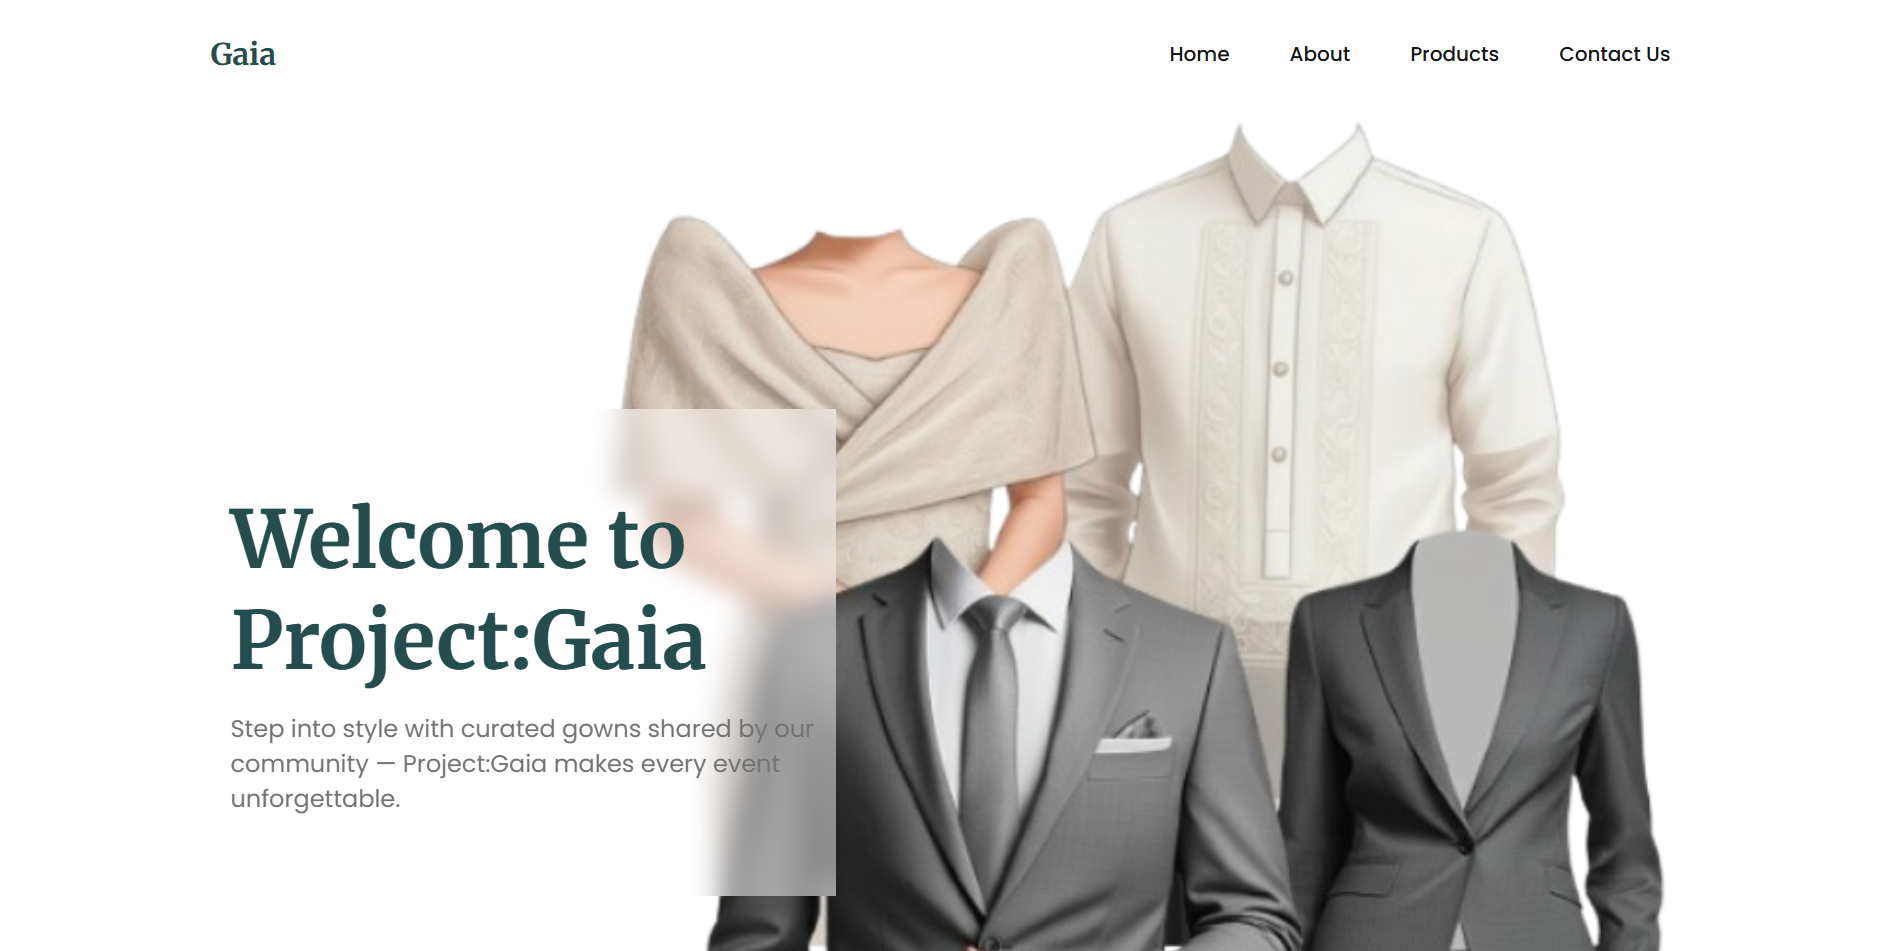 Gaia
Home About Products Contact Us
Welcome to
Project:Gaia
Step into style with curated gowns shared by our
community — Project:Gaia makes every event
unforgettable.